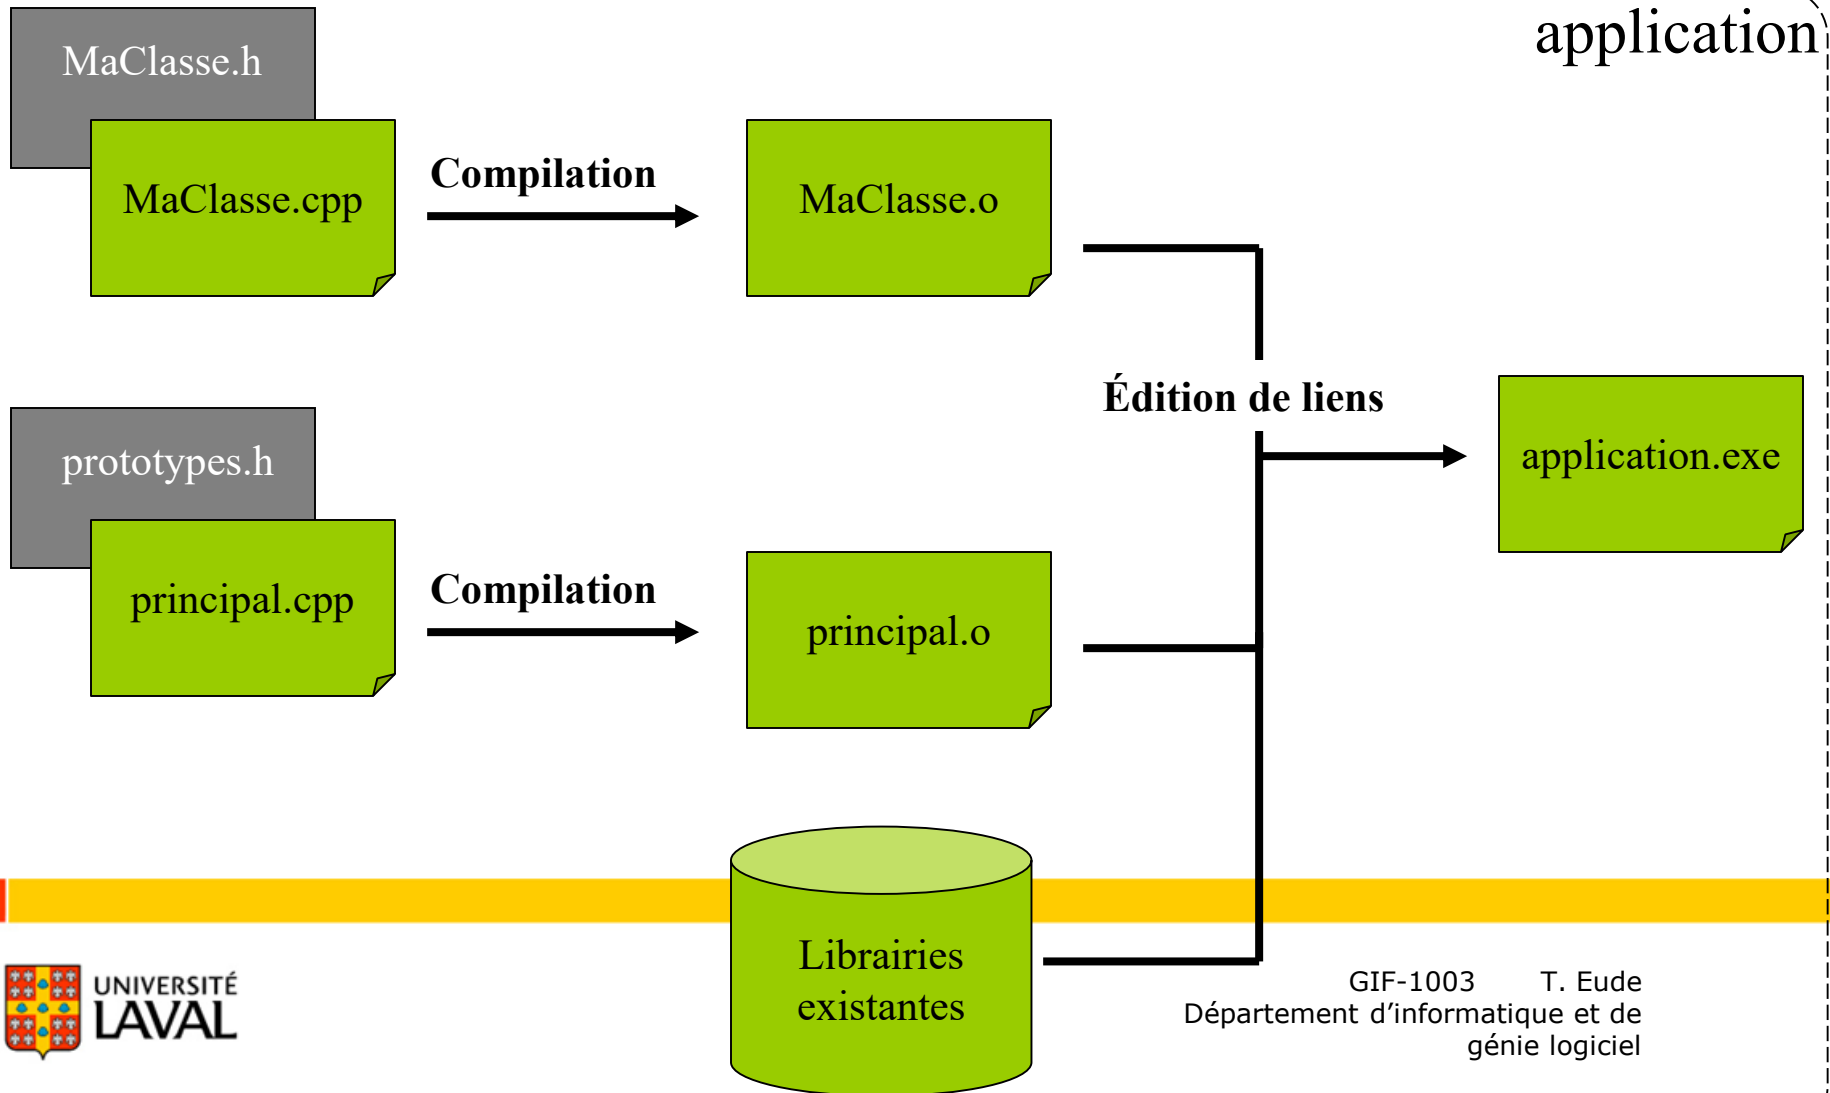 application
MaClasse.h
MaClasse.cpp
Compilation
MaClasse.o
Édition de liens
application.exe
prototypes.h
principal.cpp
Compilation
principal.o
Librairies
existantes
UNIVERSITÉ
LAVAL
GIF-1003 T. Eude
Département d’informatique et de
génie logiciel